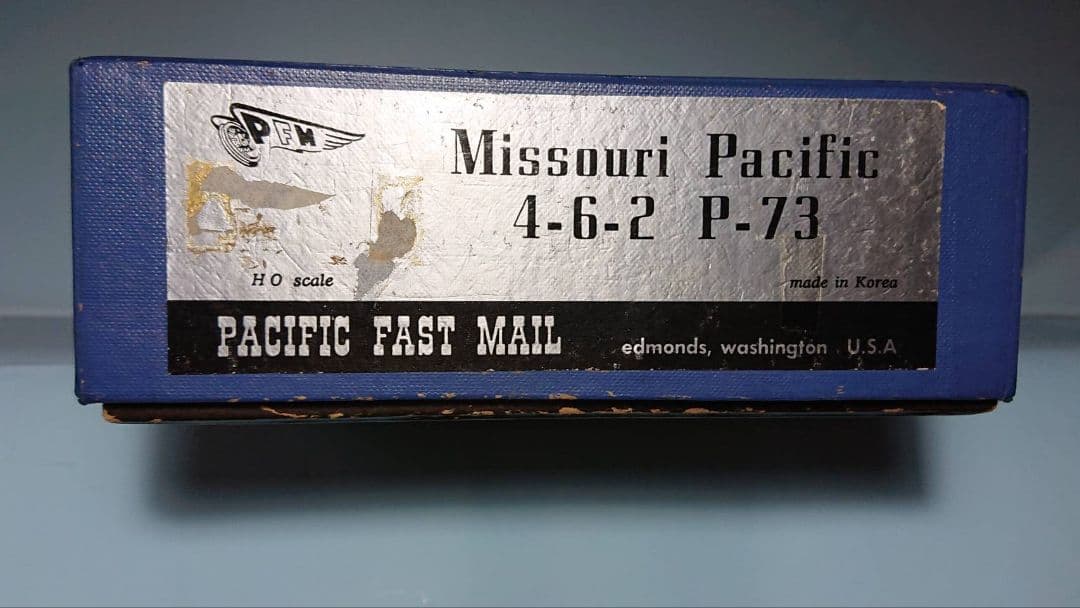 PFM
Missouri Pacific
4-6-2 P-73
HO scale
made in Korea
PACIFIC FAST MAIL
edmonds, washington U.S.A